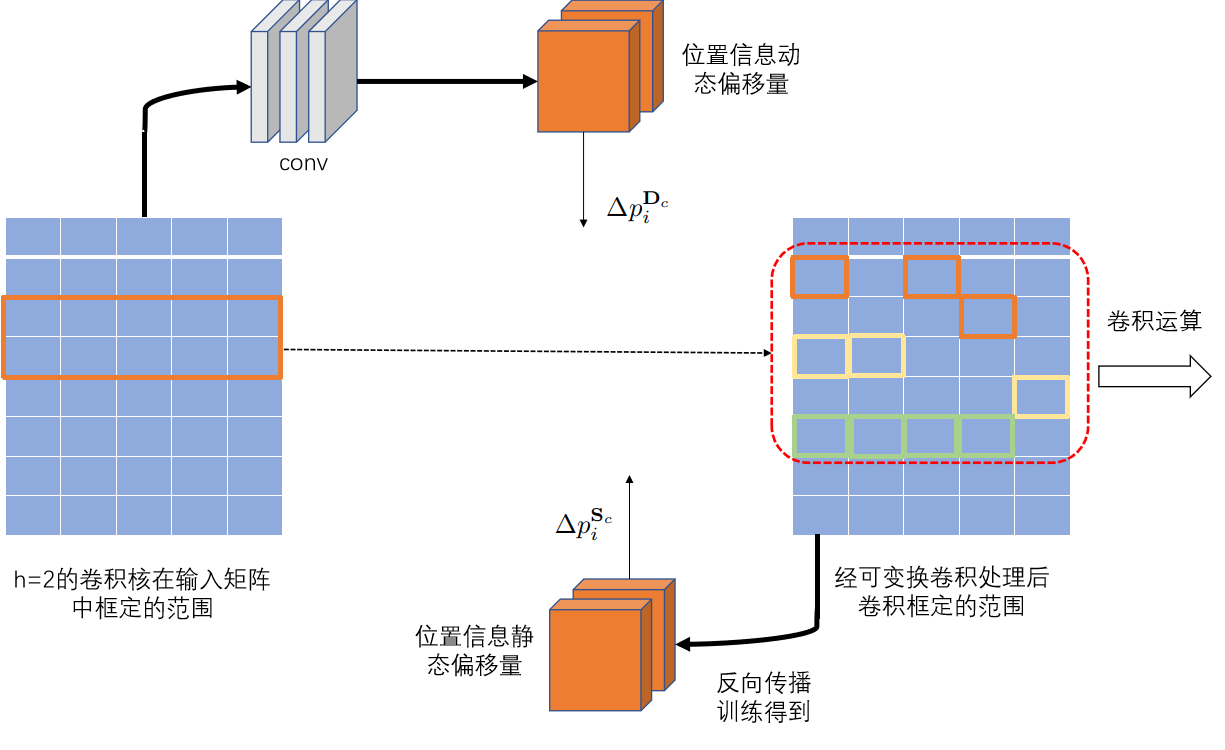 位置信息动
态偏移量
conv
Δp_i^{D_c}
卷积运算
Δp_i^{S_c}
h=2的卷积核在输入矩阵
中框定的范围
经可变换卷积处理后
卷积框定的范围
位置信息静
态偏移量
反向传播
训练得到